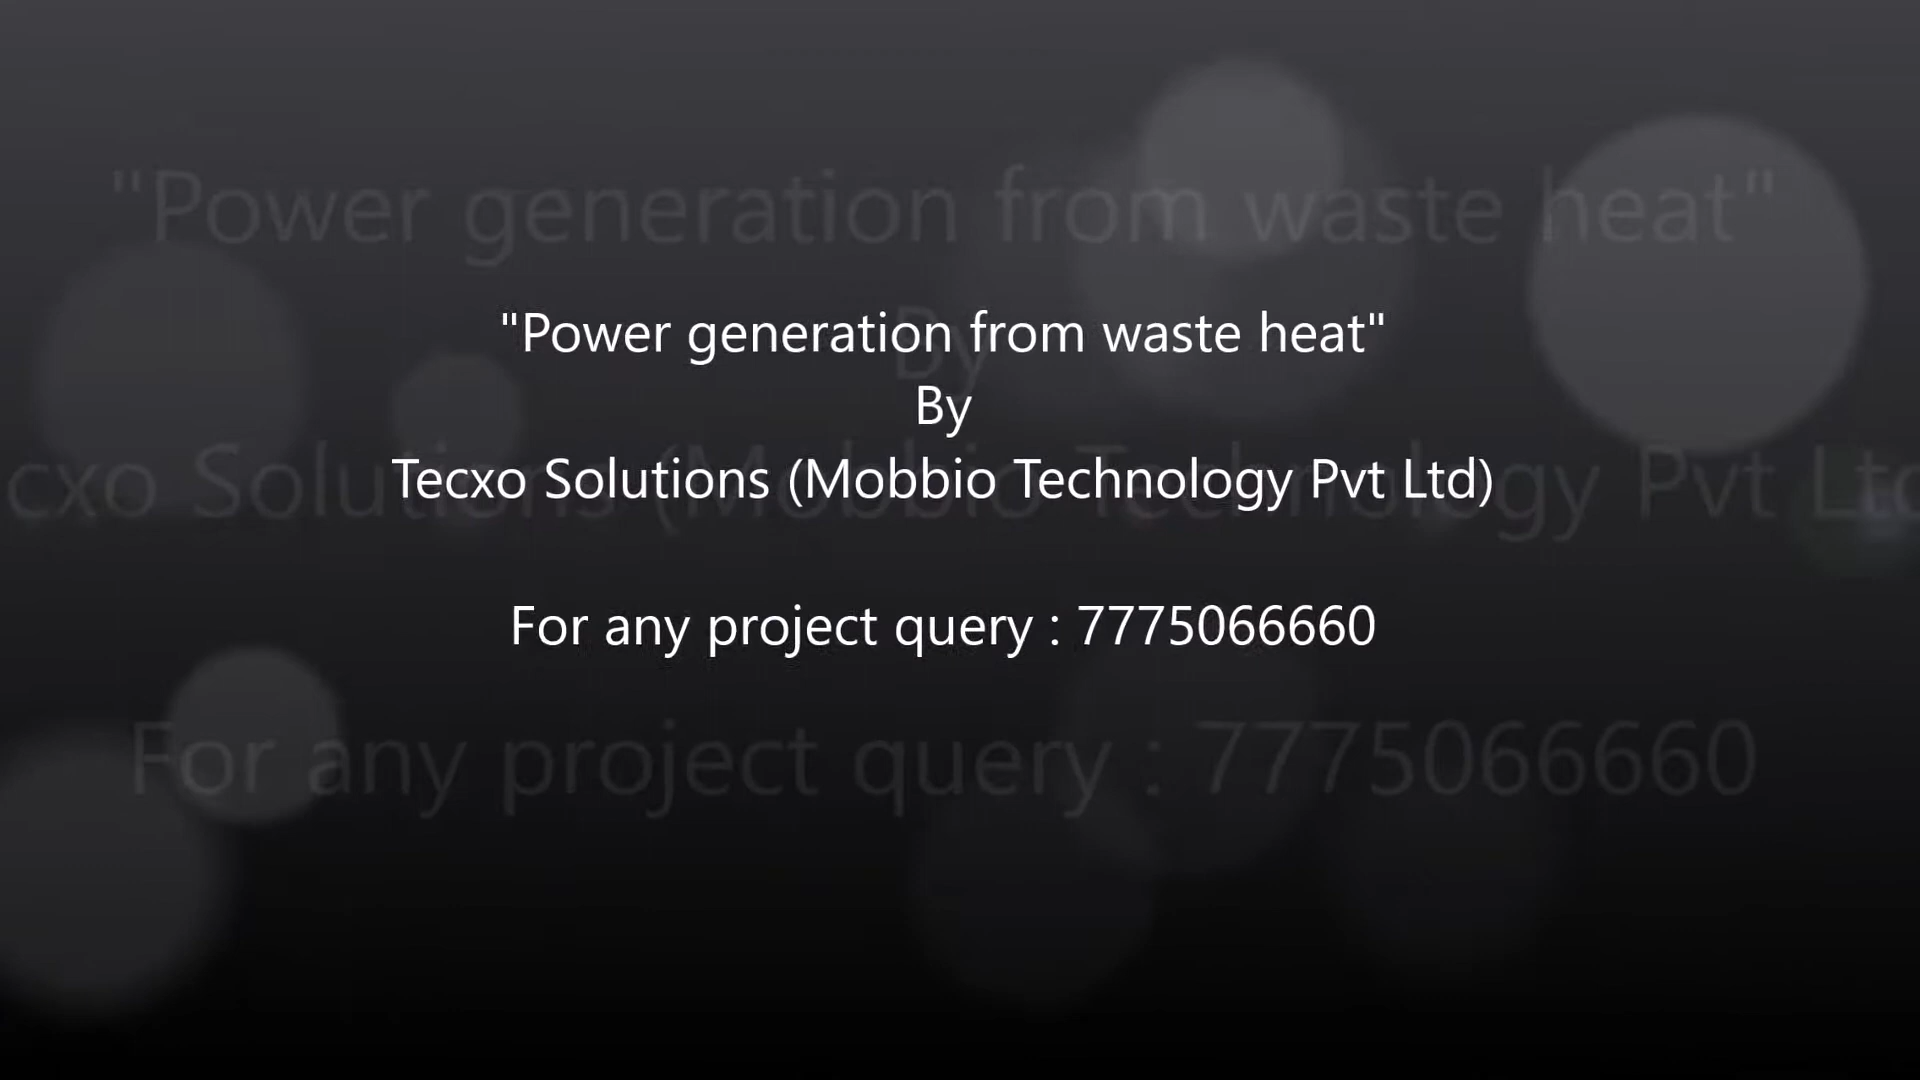 "Power generation from waste heat"
By
Tecxo Solutions (Mobbio Technology Pvt Ltd)
For any project query : 7775066660